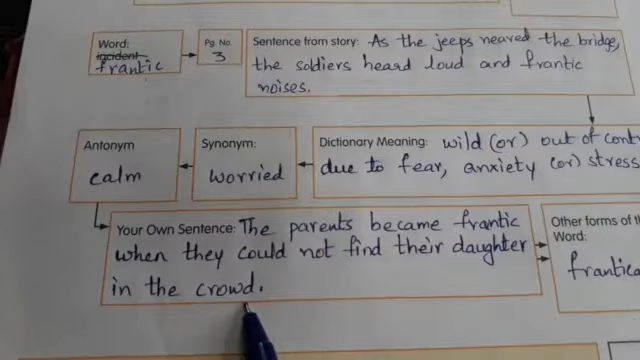 Word:
incident
frantic
Pg. No.
3
Sentence from story: As the jeeps neared the bridge,
the soldiers heard loud and frantic
noises.
Antonym
calm
Synonym:
worried
Dictionary Meaning: wild (or) out of cont
due to fear, anxiety (or) stress
Your Own Sentence: The parents became frantic
when they could not find their daughter
in the crowd.
Other forms of th
Word:
frantica